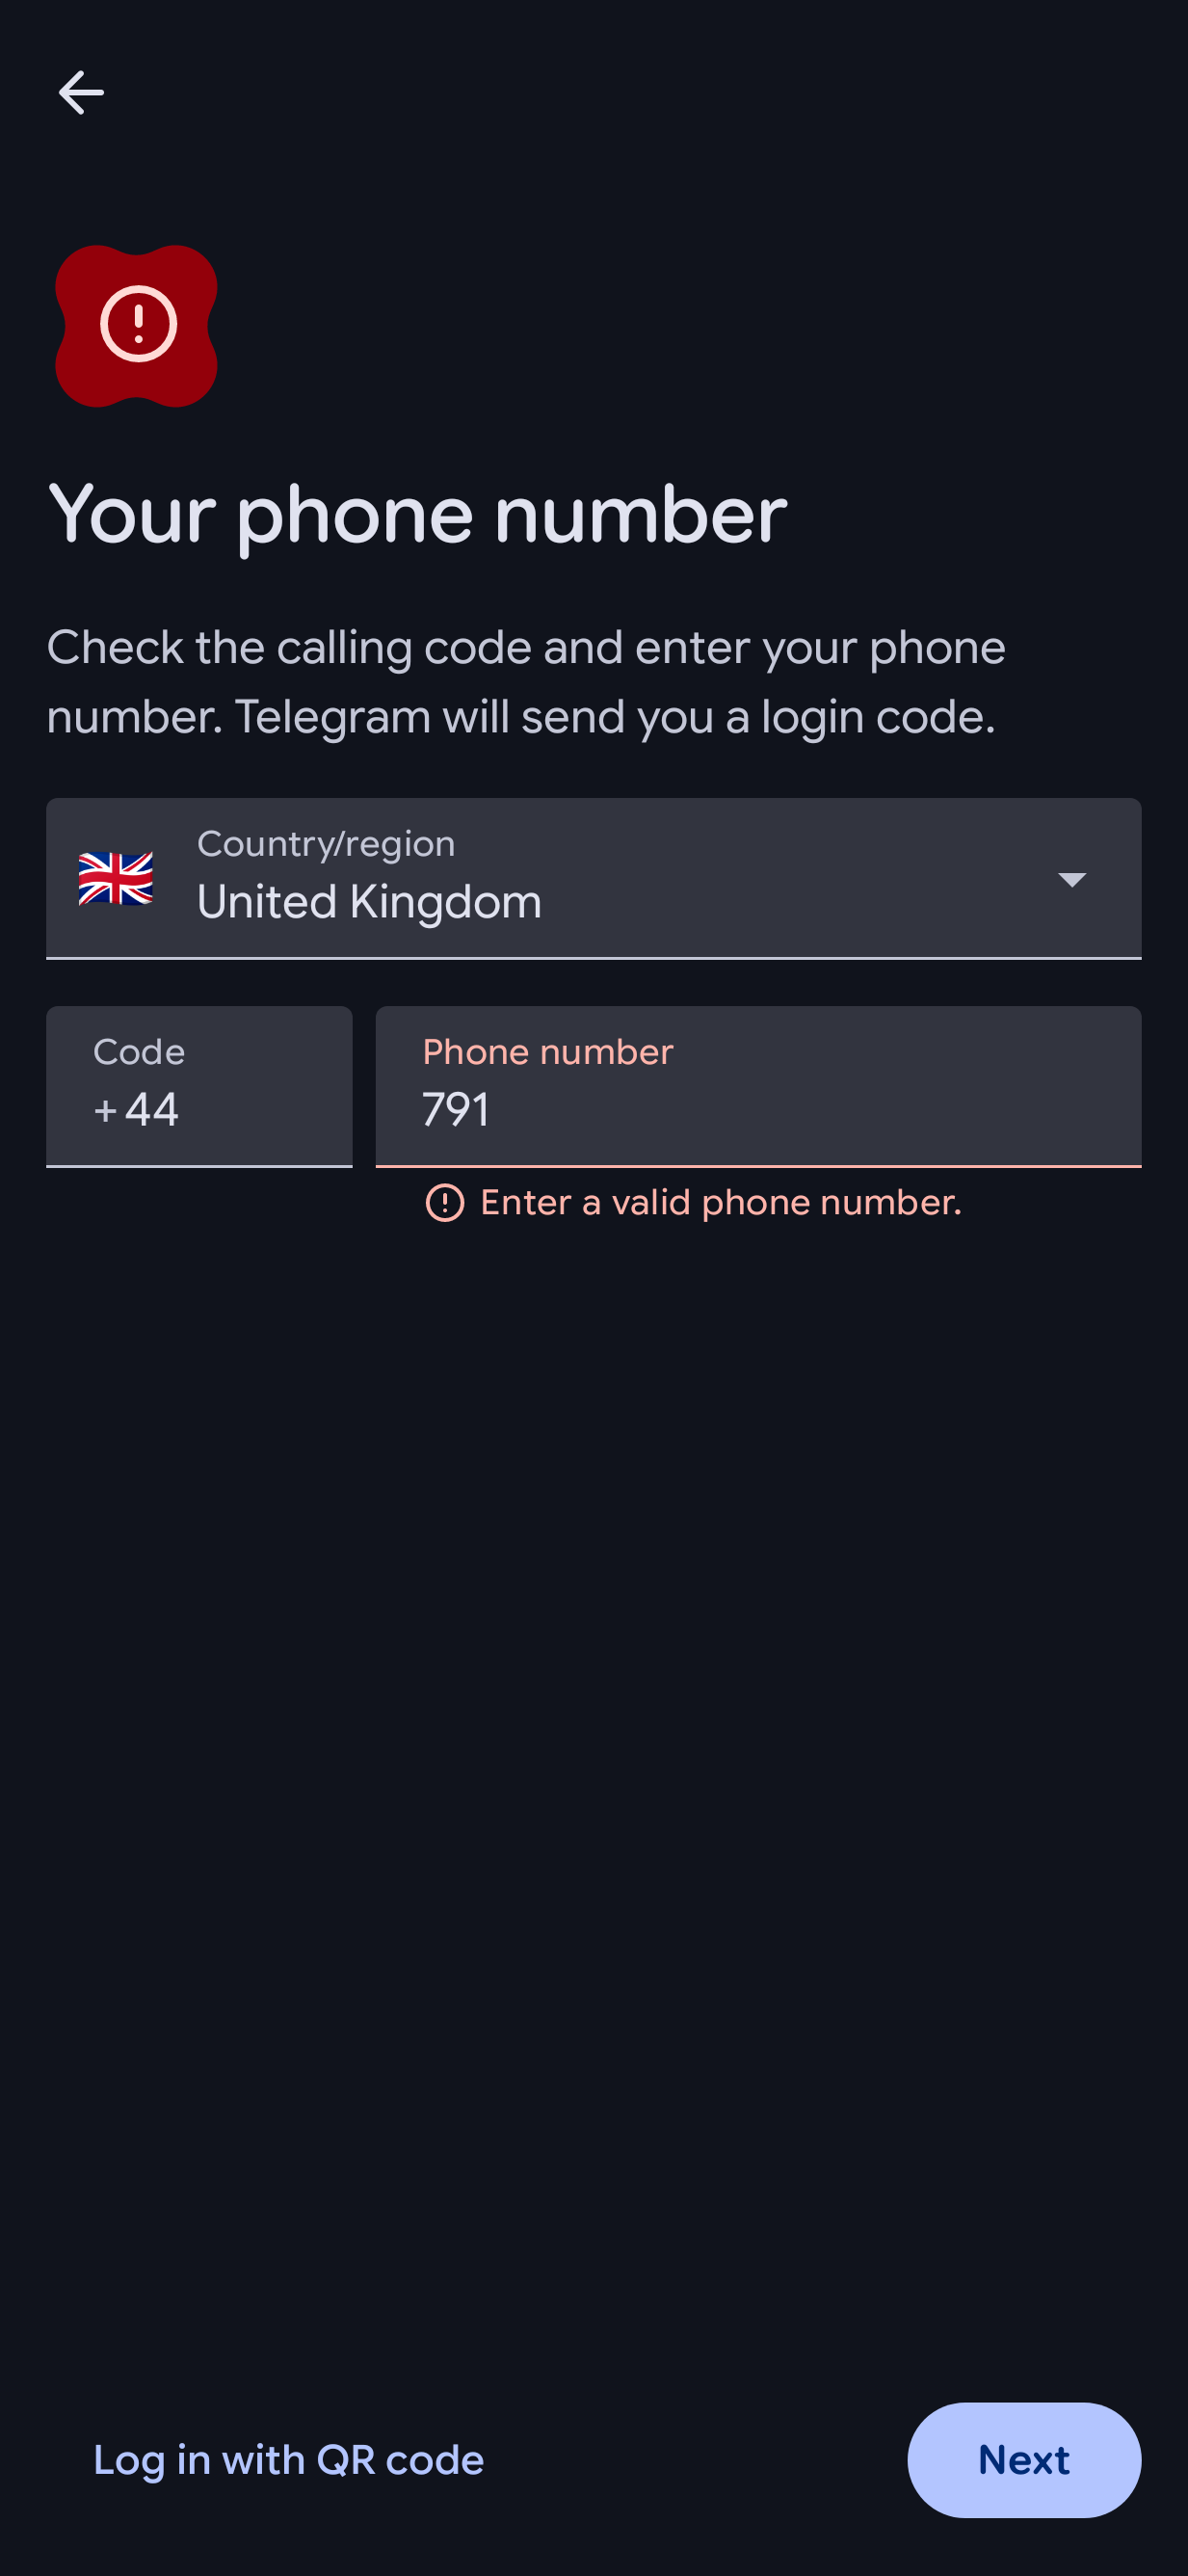 Your phone number
Check the calling code and enter your phone
number. Telegram will send you a login code.
Country/region
United Kingdom
Code
+44
Phone number
791
Enter a valid phone number.
Log in with QR code
Next